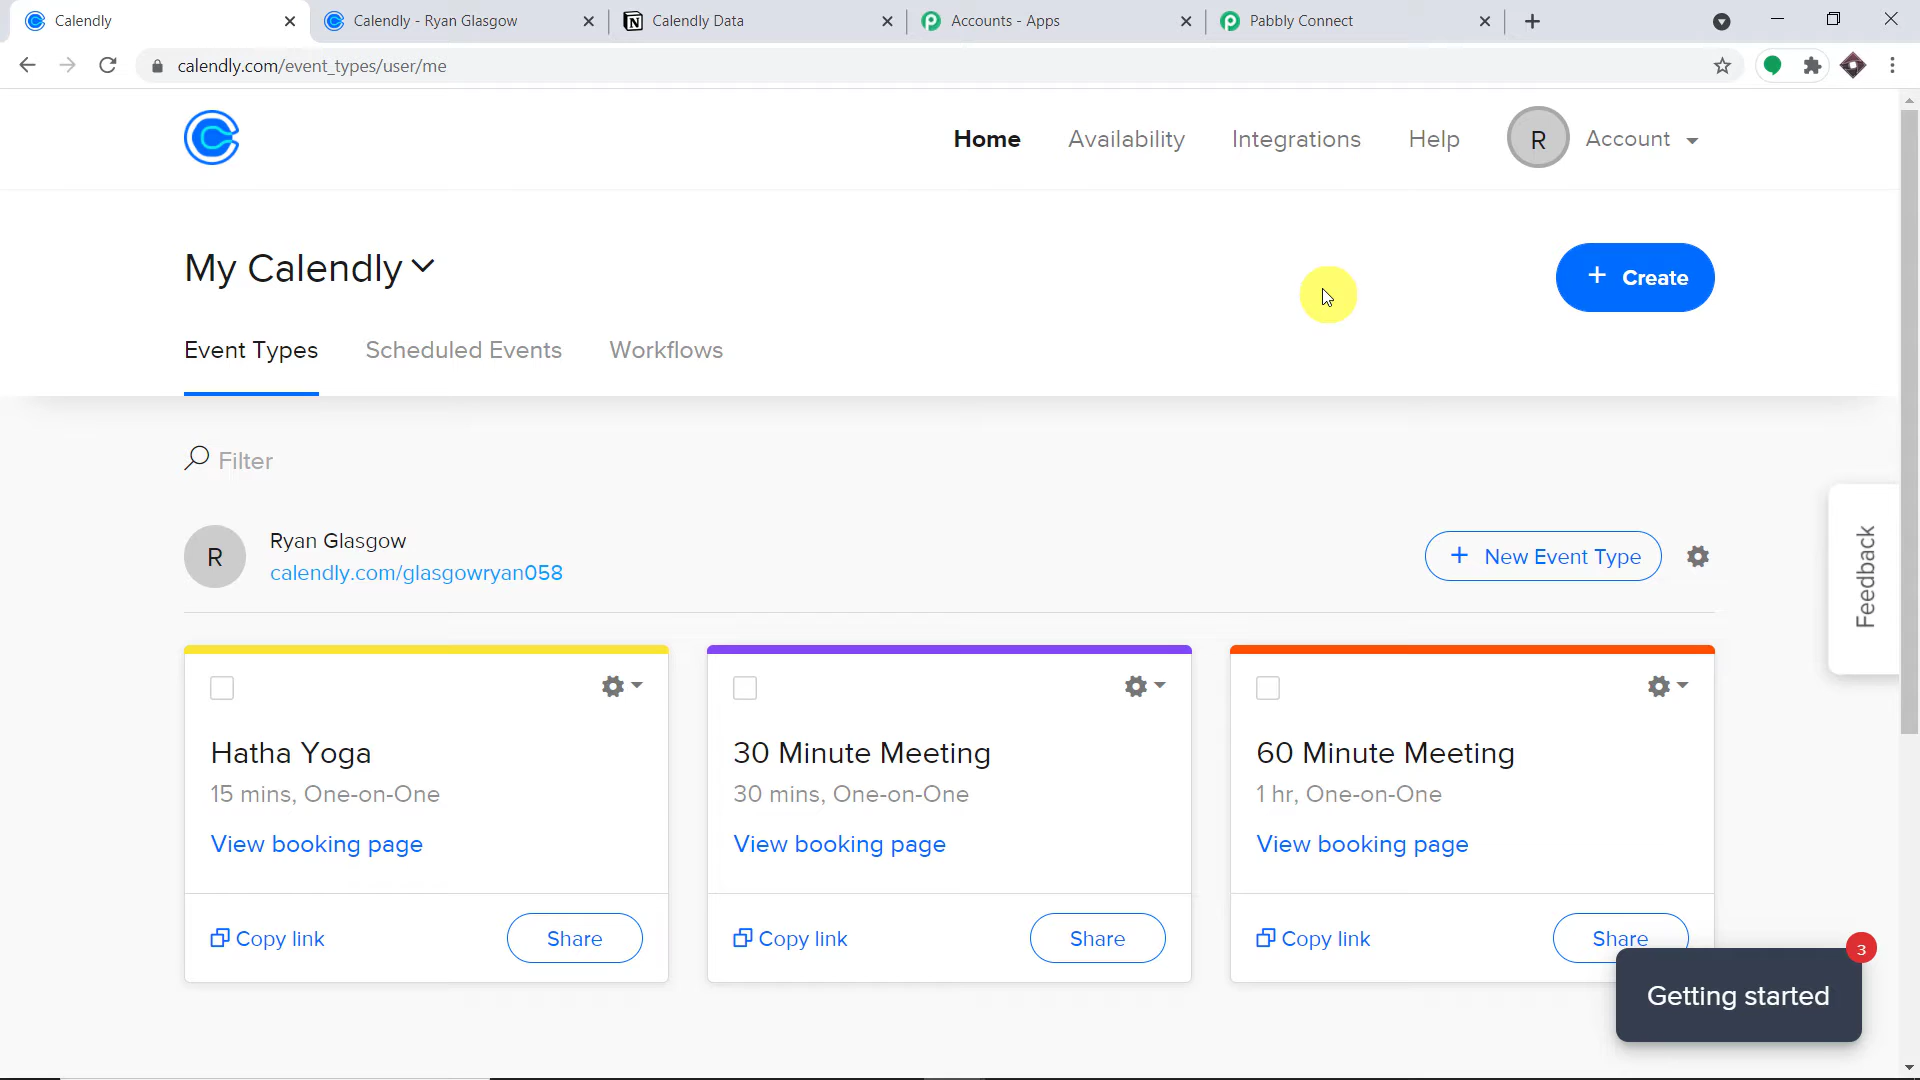 Calendly
Calendly - Ryan Glasgow
Calendly Data
Accounts - Apps
Pabbly Connect
calendly.com/event_types/user/me
Home
Availability
Integrations
Help
R
Account
My Calendly
+ Create
Event Types
Scheduled Events
Workflows
Filter
R
Ryan Glasgow
calendly.com/glasgowryan058
+ New Event Type
Feedback
Hatha Yoga
15 mins, One-on-One
View booking page
Copy link
Share
30 Minute Meeting
30 mins, One-on-One
View booking page
Copy link
Share
60 Minute Meeting
1 hr, One-on-One
View booking page
Copy link
Share
3
Getting started